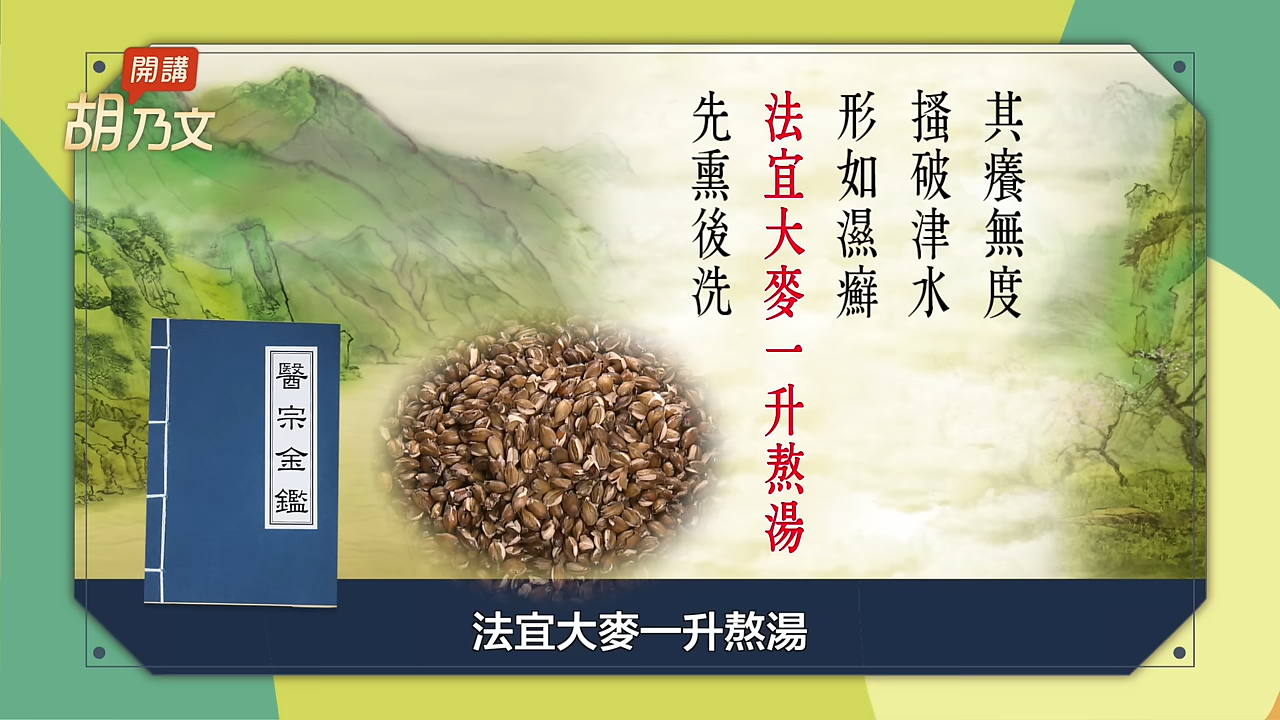 開講
胡乃文
其癢無度
搔破津水
形如濕癬
法宜大麥一升熬湯
先熏後洗
醫宗金鑑
法宜大麥一升熬湯